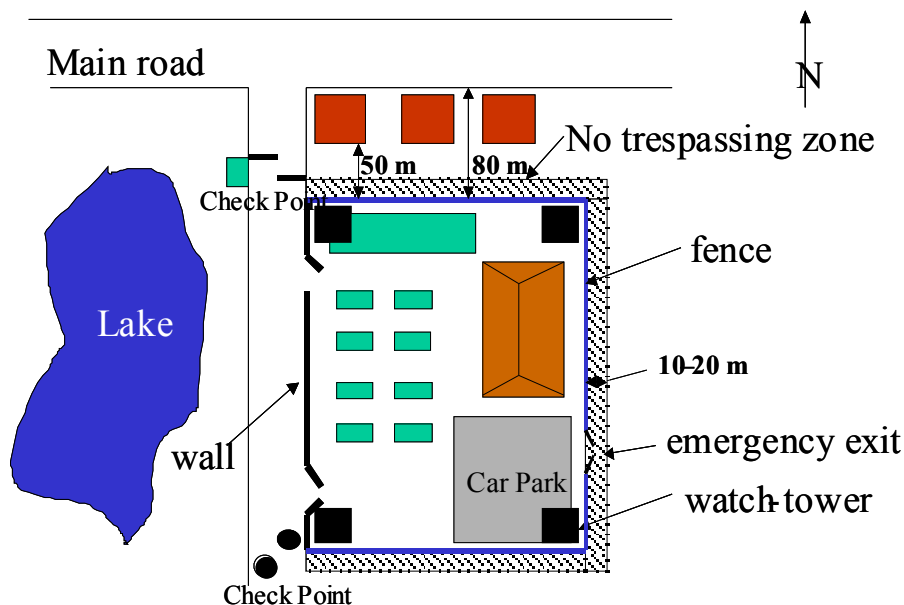 Main road
N
No trespassing zone
50 m
80 m
Check Point
fence
Lake
10-20 m
wall
emergency exit
Car Park
watch-tower
Check Point